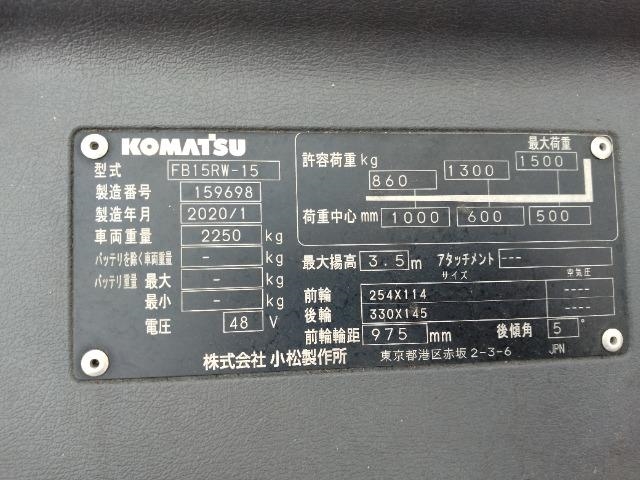 KOMATSU
型式 FB15RW-15
製造番号 159698
製造年月 2020/1
車両重量 2250 kg
バッテリを除く車両重量 - kg
バッテリ重量 最大 - kg
最小 - kg
電圧 48 V
最大荷重
許容荷重 kg 860 1300 1500
荷重中心 mm 1000 600 500
最大揚高 3.5 m アタッチメント ---
サイズ 空気圧
前輪 254X114 ----
後輪 330X145 ----
前輪輪距 975 mm 後傾角 5 °
株式会社 小松製作所 東京都港区赤坂2-3-6 JPN